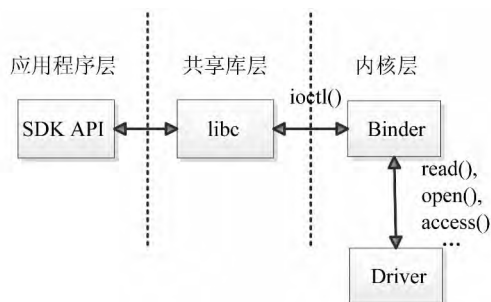 应用程序层
共享库层
内核层
ioctl()
SDK API
libc
Binder
read(),
open(),
access()
...
Driver